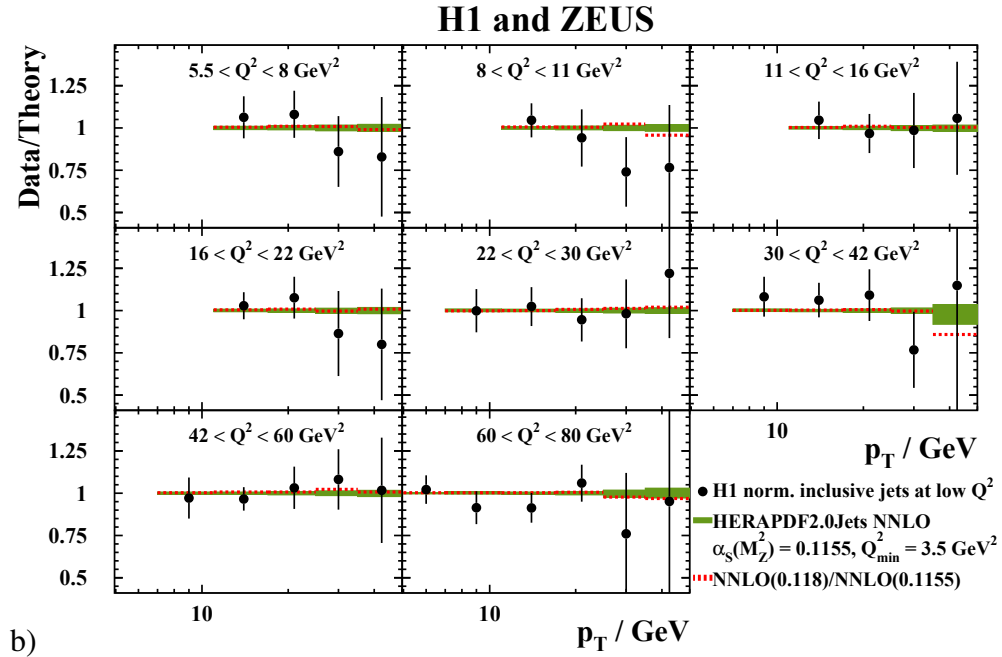 H1 and ZEUS
Data/Theory
5.5 < Q² < 8 GeV²
8 < Q² < 11 GeV²
11 < Q² < 16 GeV²
1.25
1
0.75
0.5
16 < Q² < 22 GeV²
22 < Q² < 30 GeV²
30 < Q² < 42 GeV²
1.25
1
0.75
0.5
10
p_T / GeV
42 < Q² < 60 GeV²
60 < Q² < 80 GeV²
1.25
1
0.75
0.5
10
10
p_T / GeV
H1 norm. inclusive jets at low Q²
HERAPDF2.0Jets NNLO
α_S(M_Z²) = 0.1155, Q²_min = 3.5 GeV²
NNLO(0.118)/NNLO(0.1155)
b)